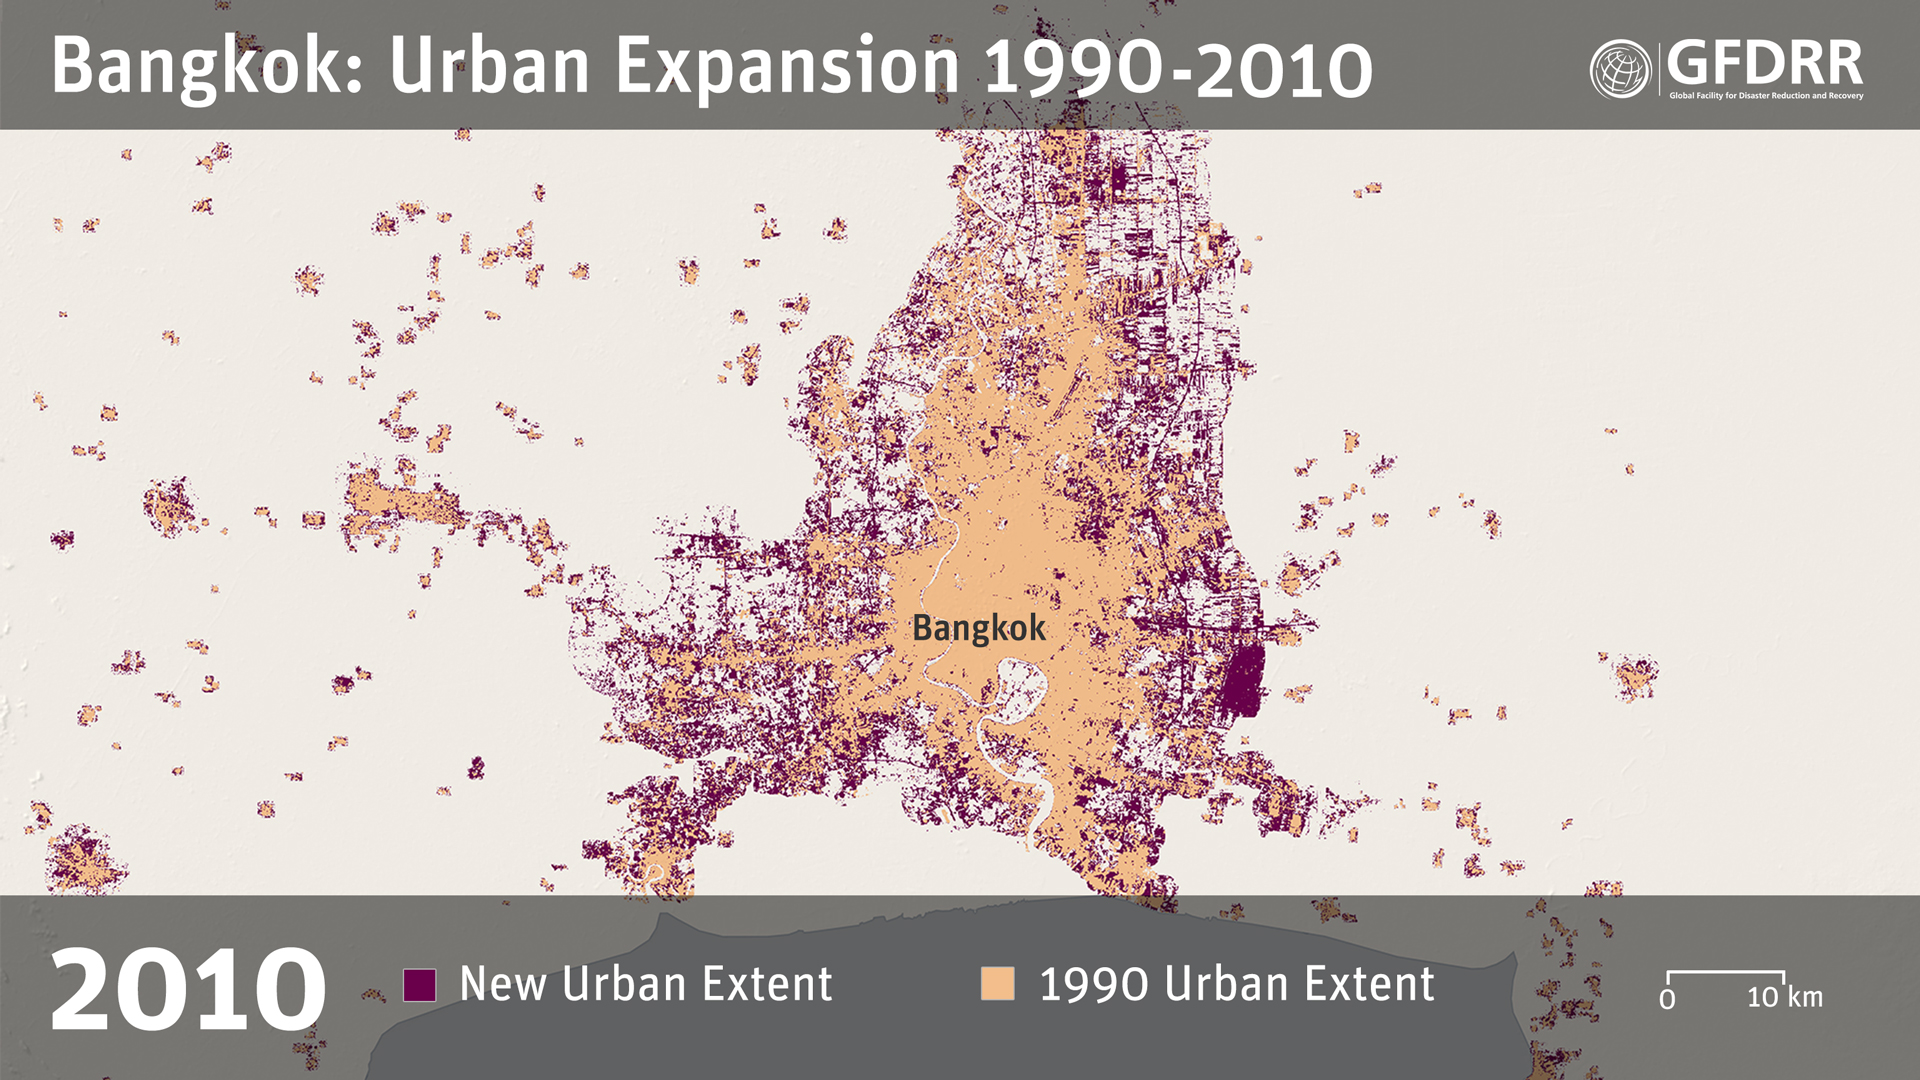 Bangkok: Urban Expansion 1990-2010
GFDRR
Global Facility for Disaster Reduction and Recovery
Bangkok
2010
New Urban Extent
1990 Urban Extent
0 10 km